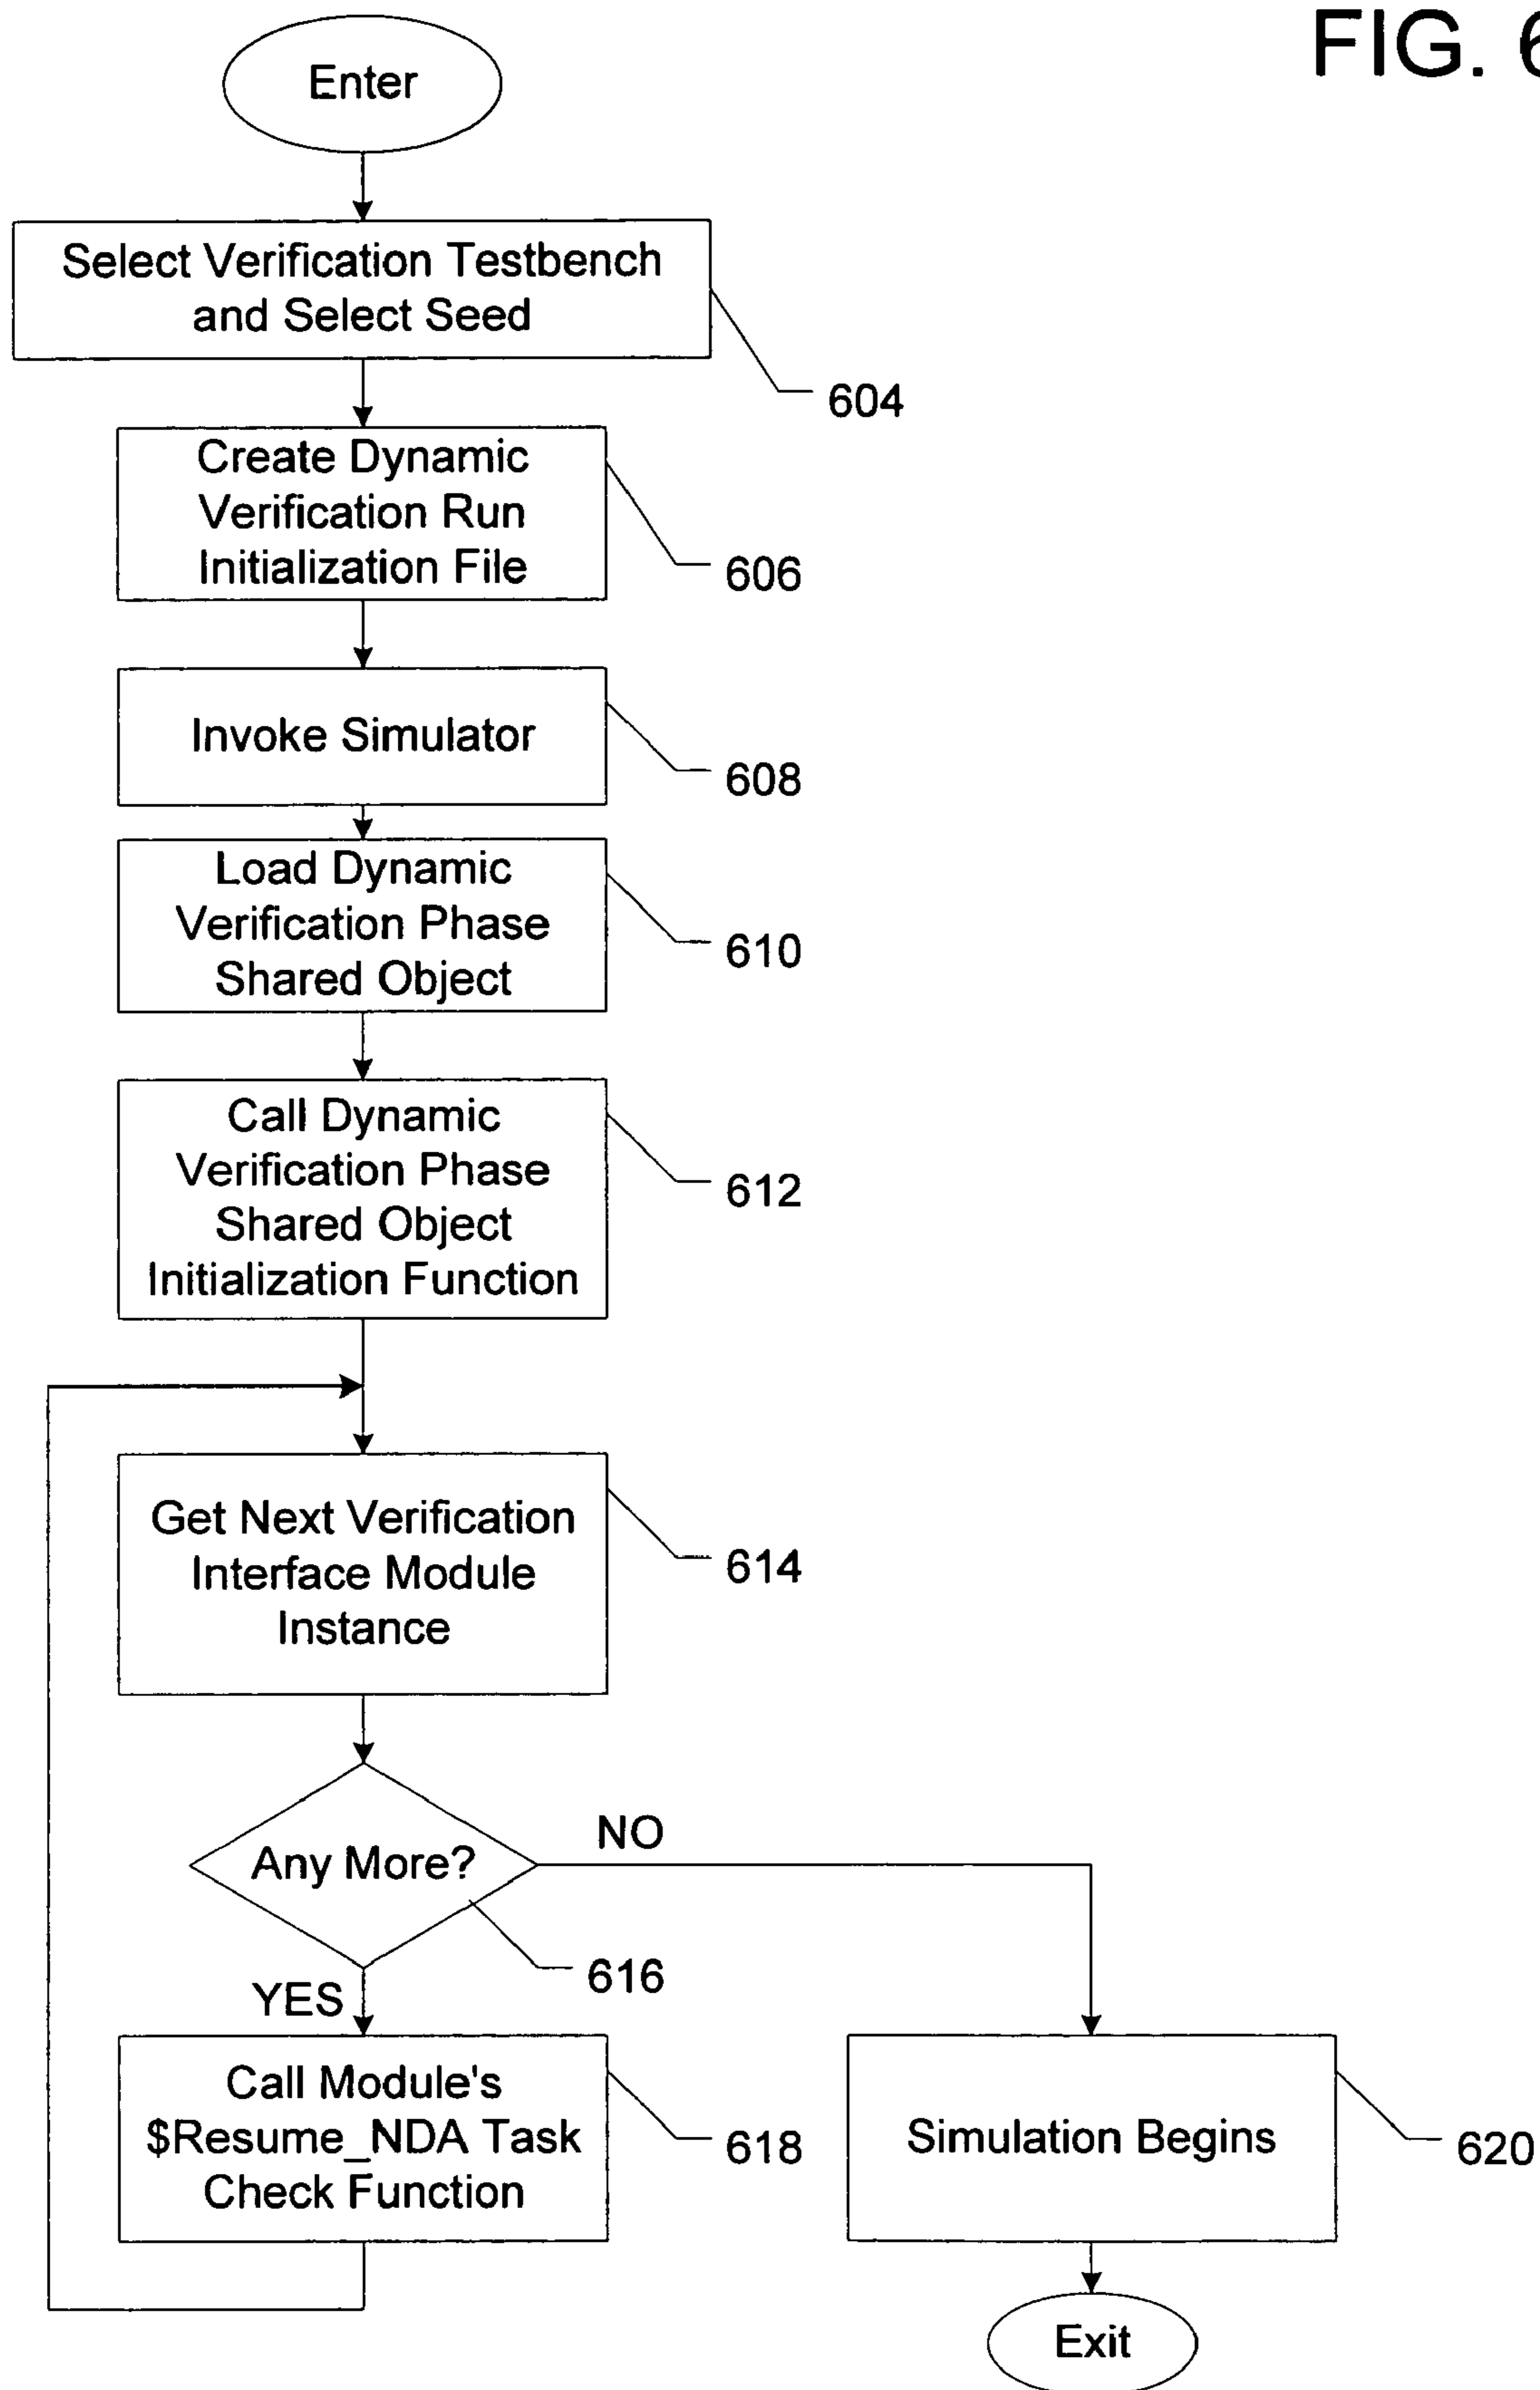 FIG. 6
Enter
Select Verification Testbench
and Select Seed
604
Create Dynamic
Verification Run
Initialization File
606
Invoke Simulator
608
Load Dynamic
Verification Phase
Shared Object
610
Call Dynamic
Verification Phase
Shared Object
Initialization Function
612
Get Next Verification
Interface Module
Instance
614
Any More?
NO
616
YES
Call Module's
$Resume_NDA Task
Check Function
618
Simulation Begins
620
Exit